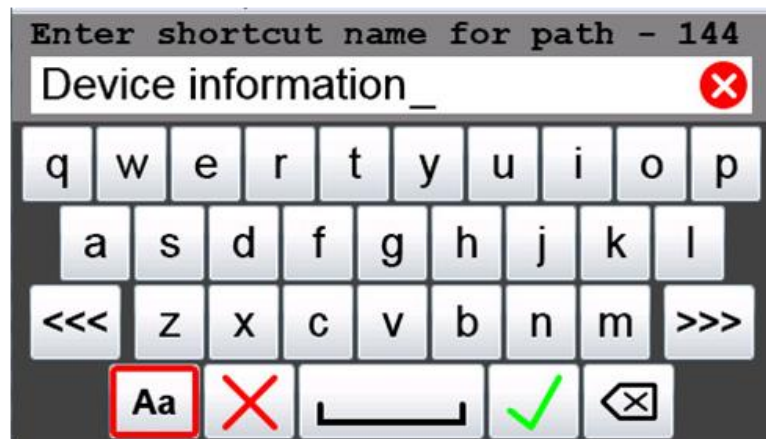 Enter shortcut name for path - 144
Device information_
q w e r t y u i o p
a s d f g h j k l
<<< z x c v b n m >>>
Aa